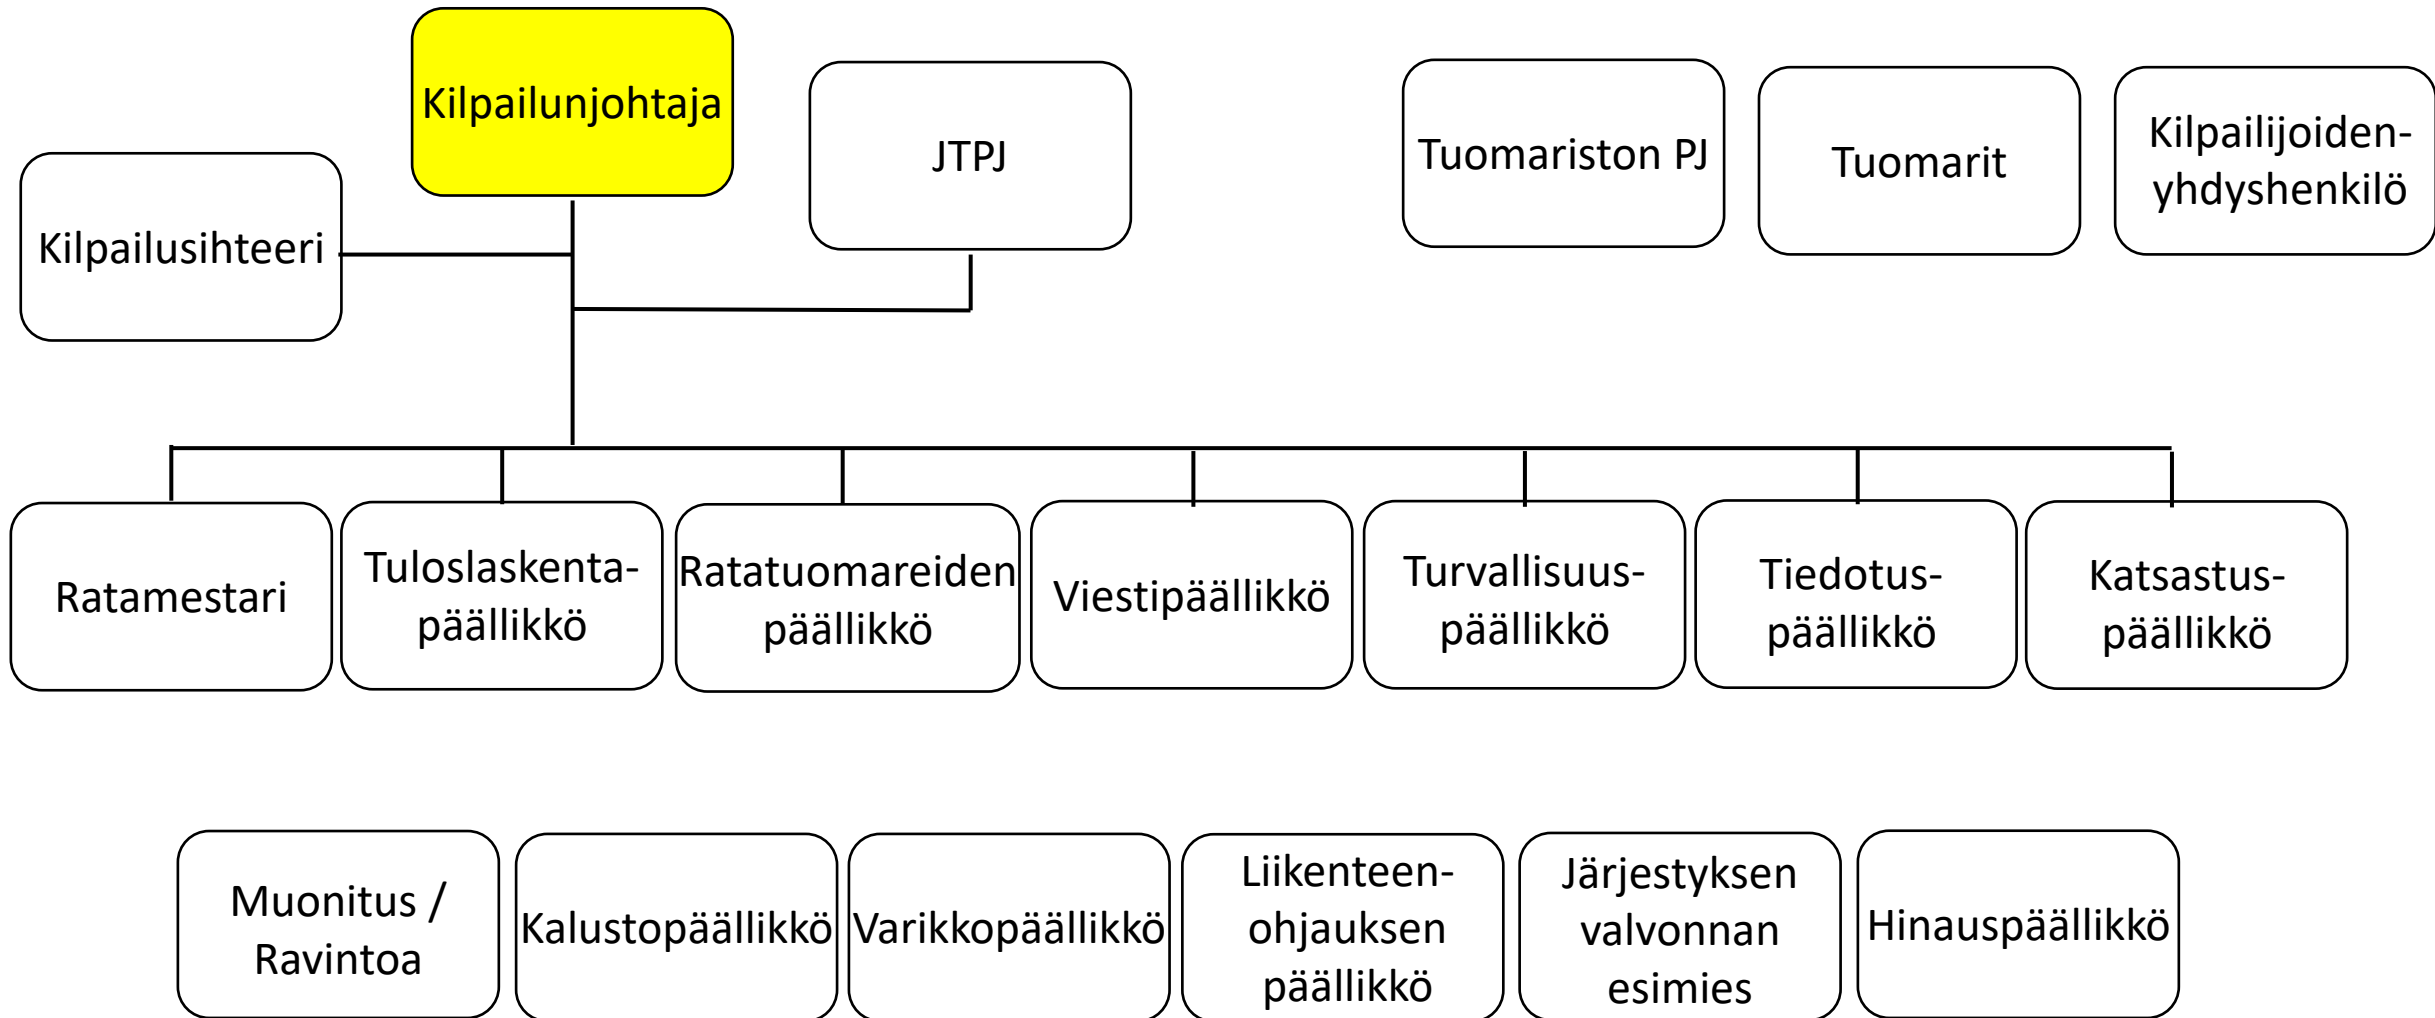 Kilpailunjohtaja
JTPJ
Tuomariston PJ
Tuomarit
Kilpailijoiden-
yhdyshenkilö
Kilpailusihteeri
Ratamestari
Tuloslaskenta-
päällikkö
Ratatuomareiden
päällikkö
Viestipäällikkö
Turvallisuus-
päällikkö
Tiedotus-
päällikkö
Katsastus-
päällikkö
Muonitus /
Ravintoa
Kalustopäällikkö
Varikkopäällikkö
Liikenteen-
ohjauksen
päällikkö
Järjestyksen
valvonnan
esimies
Hinauspäällikkö